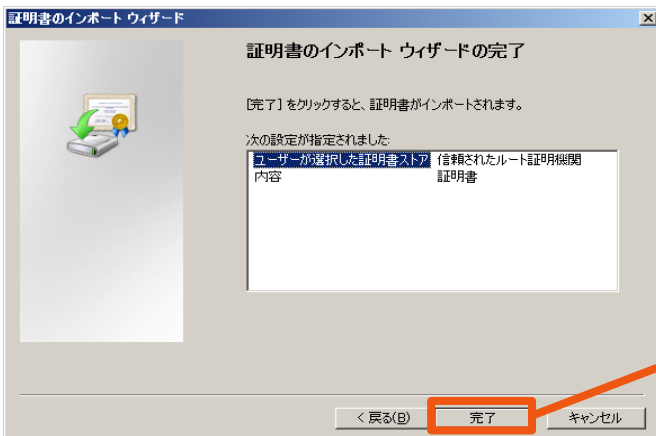 証明書のインポート ウィザード
証明書のインポート ウィザードの完了
[完了] をクリックすると、証明書がインポートされます。
次の設定が指定されました:
ユーザーが選択した証明書ストア 信頼されたルート証明機関
内容 証明書
< 戻る(B) 完了 キャンセル